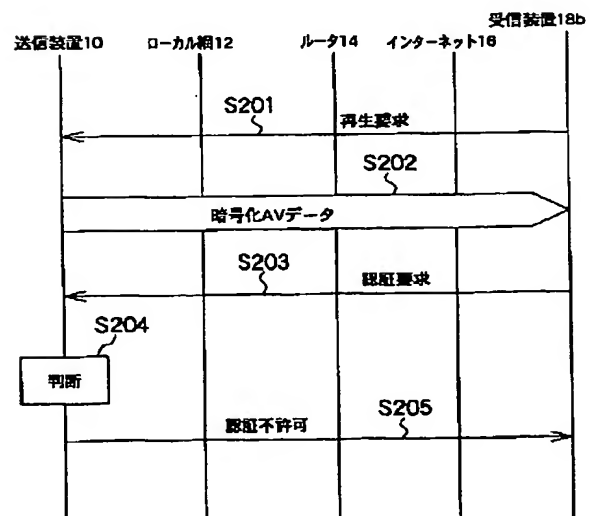 受信装置18b
送信装置10 ローカル網12 ルータ14 インターネット16
S201
再生要求
S202
暗号化AVデータ
S203
認証要求
S204
判断
S205
認証不許可